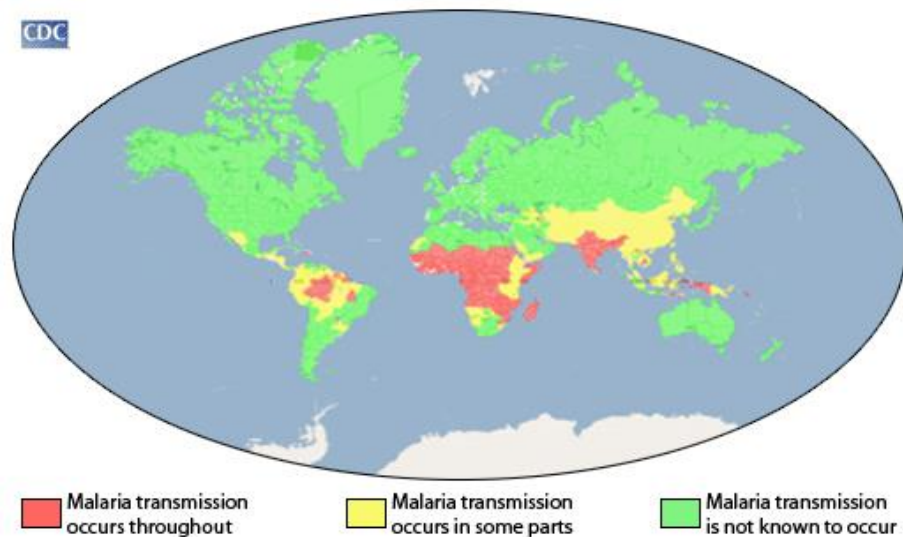 CDC
Malaria transmission
occurs throughout
Malaria transmission
occurs in some parts
Malaria transmission
is not known to occur